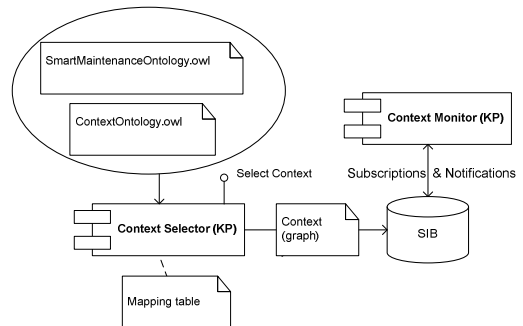 SmartMaintenanceOntology.owl
ContextOntology.owl
Context Monitor (KP)
Select Context
Subscriptions & Notifications
Context Selector (KP)
Context
(graph)
SIB
Mapping table